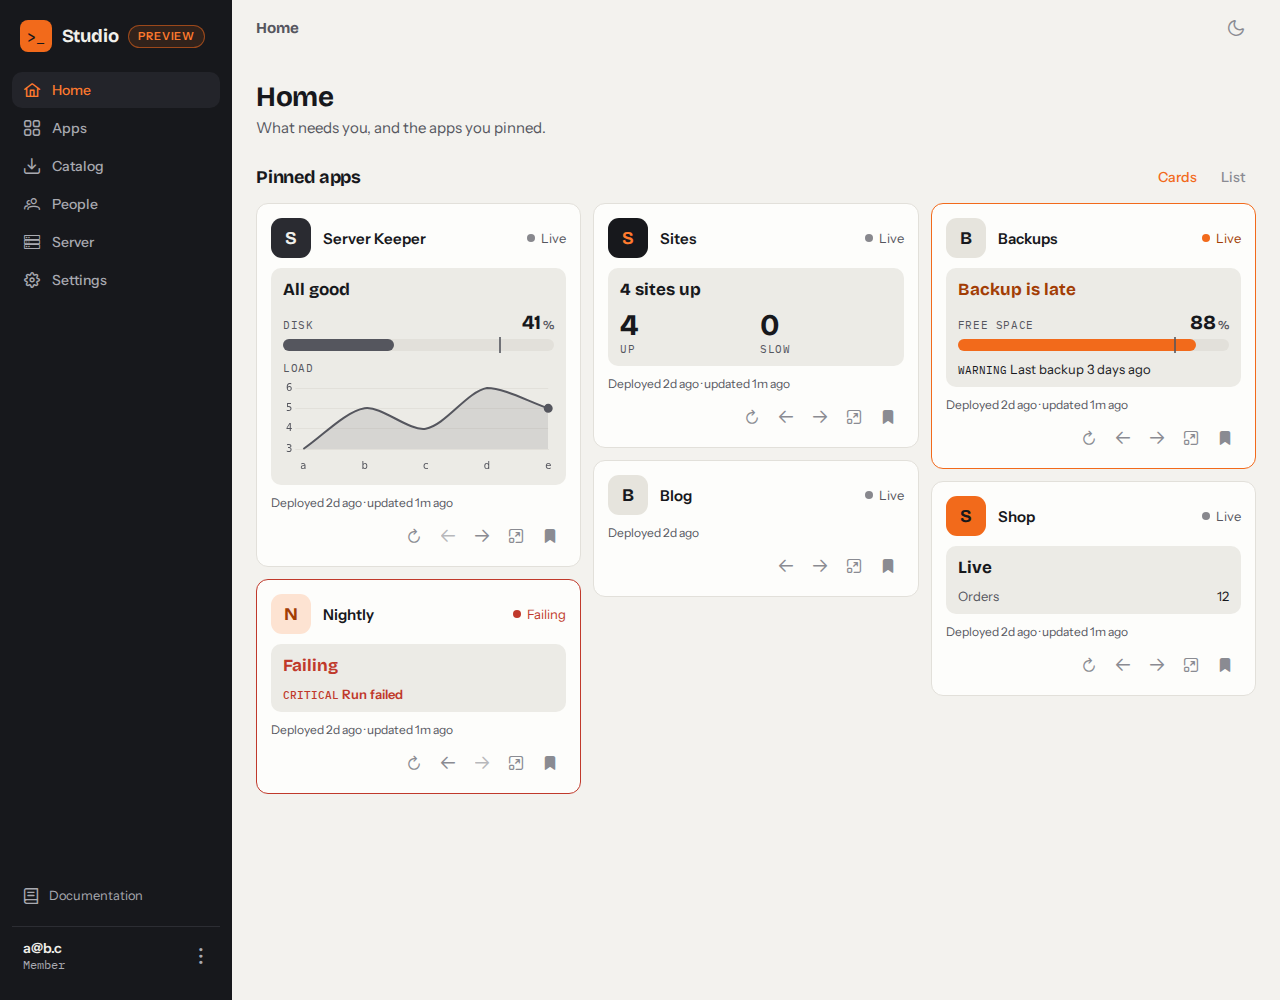 >_ Studio PREVIEW
Home
Apps
Catalog
People
Server
Settings
Documentation
a@b.c
Member
Home
Home
What needs you, and the apps you pinned.
Pinned apps
Cards List
S Server Keeper Live
All good
DISK 41 %
LOAD
6
5
4
3
a b c d e
Deployed 2d ago · updated 1m ago
N Nightly Failing
Failing
CRITICAL Run failed
Deployed 2d ago · updated 1m ago
S Sites Live
4 sites up
4 0
UP SLOW
Deployed 2d ago · updated 1m ago
B Blog Live
Deployed 2d ago
B Backups Live
Backup is late
FREE SPACE 88 %
WARNING Last backup 3 days ago
Deployed 2d ago · updated 1m ago
S Shop Live
Live
Orders 12
Deployed 2d ago · updated 1m ago